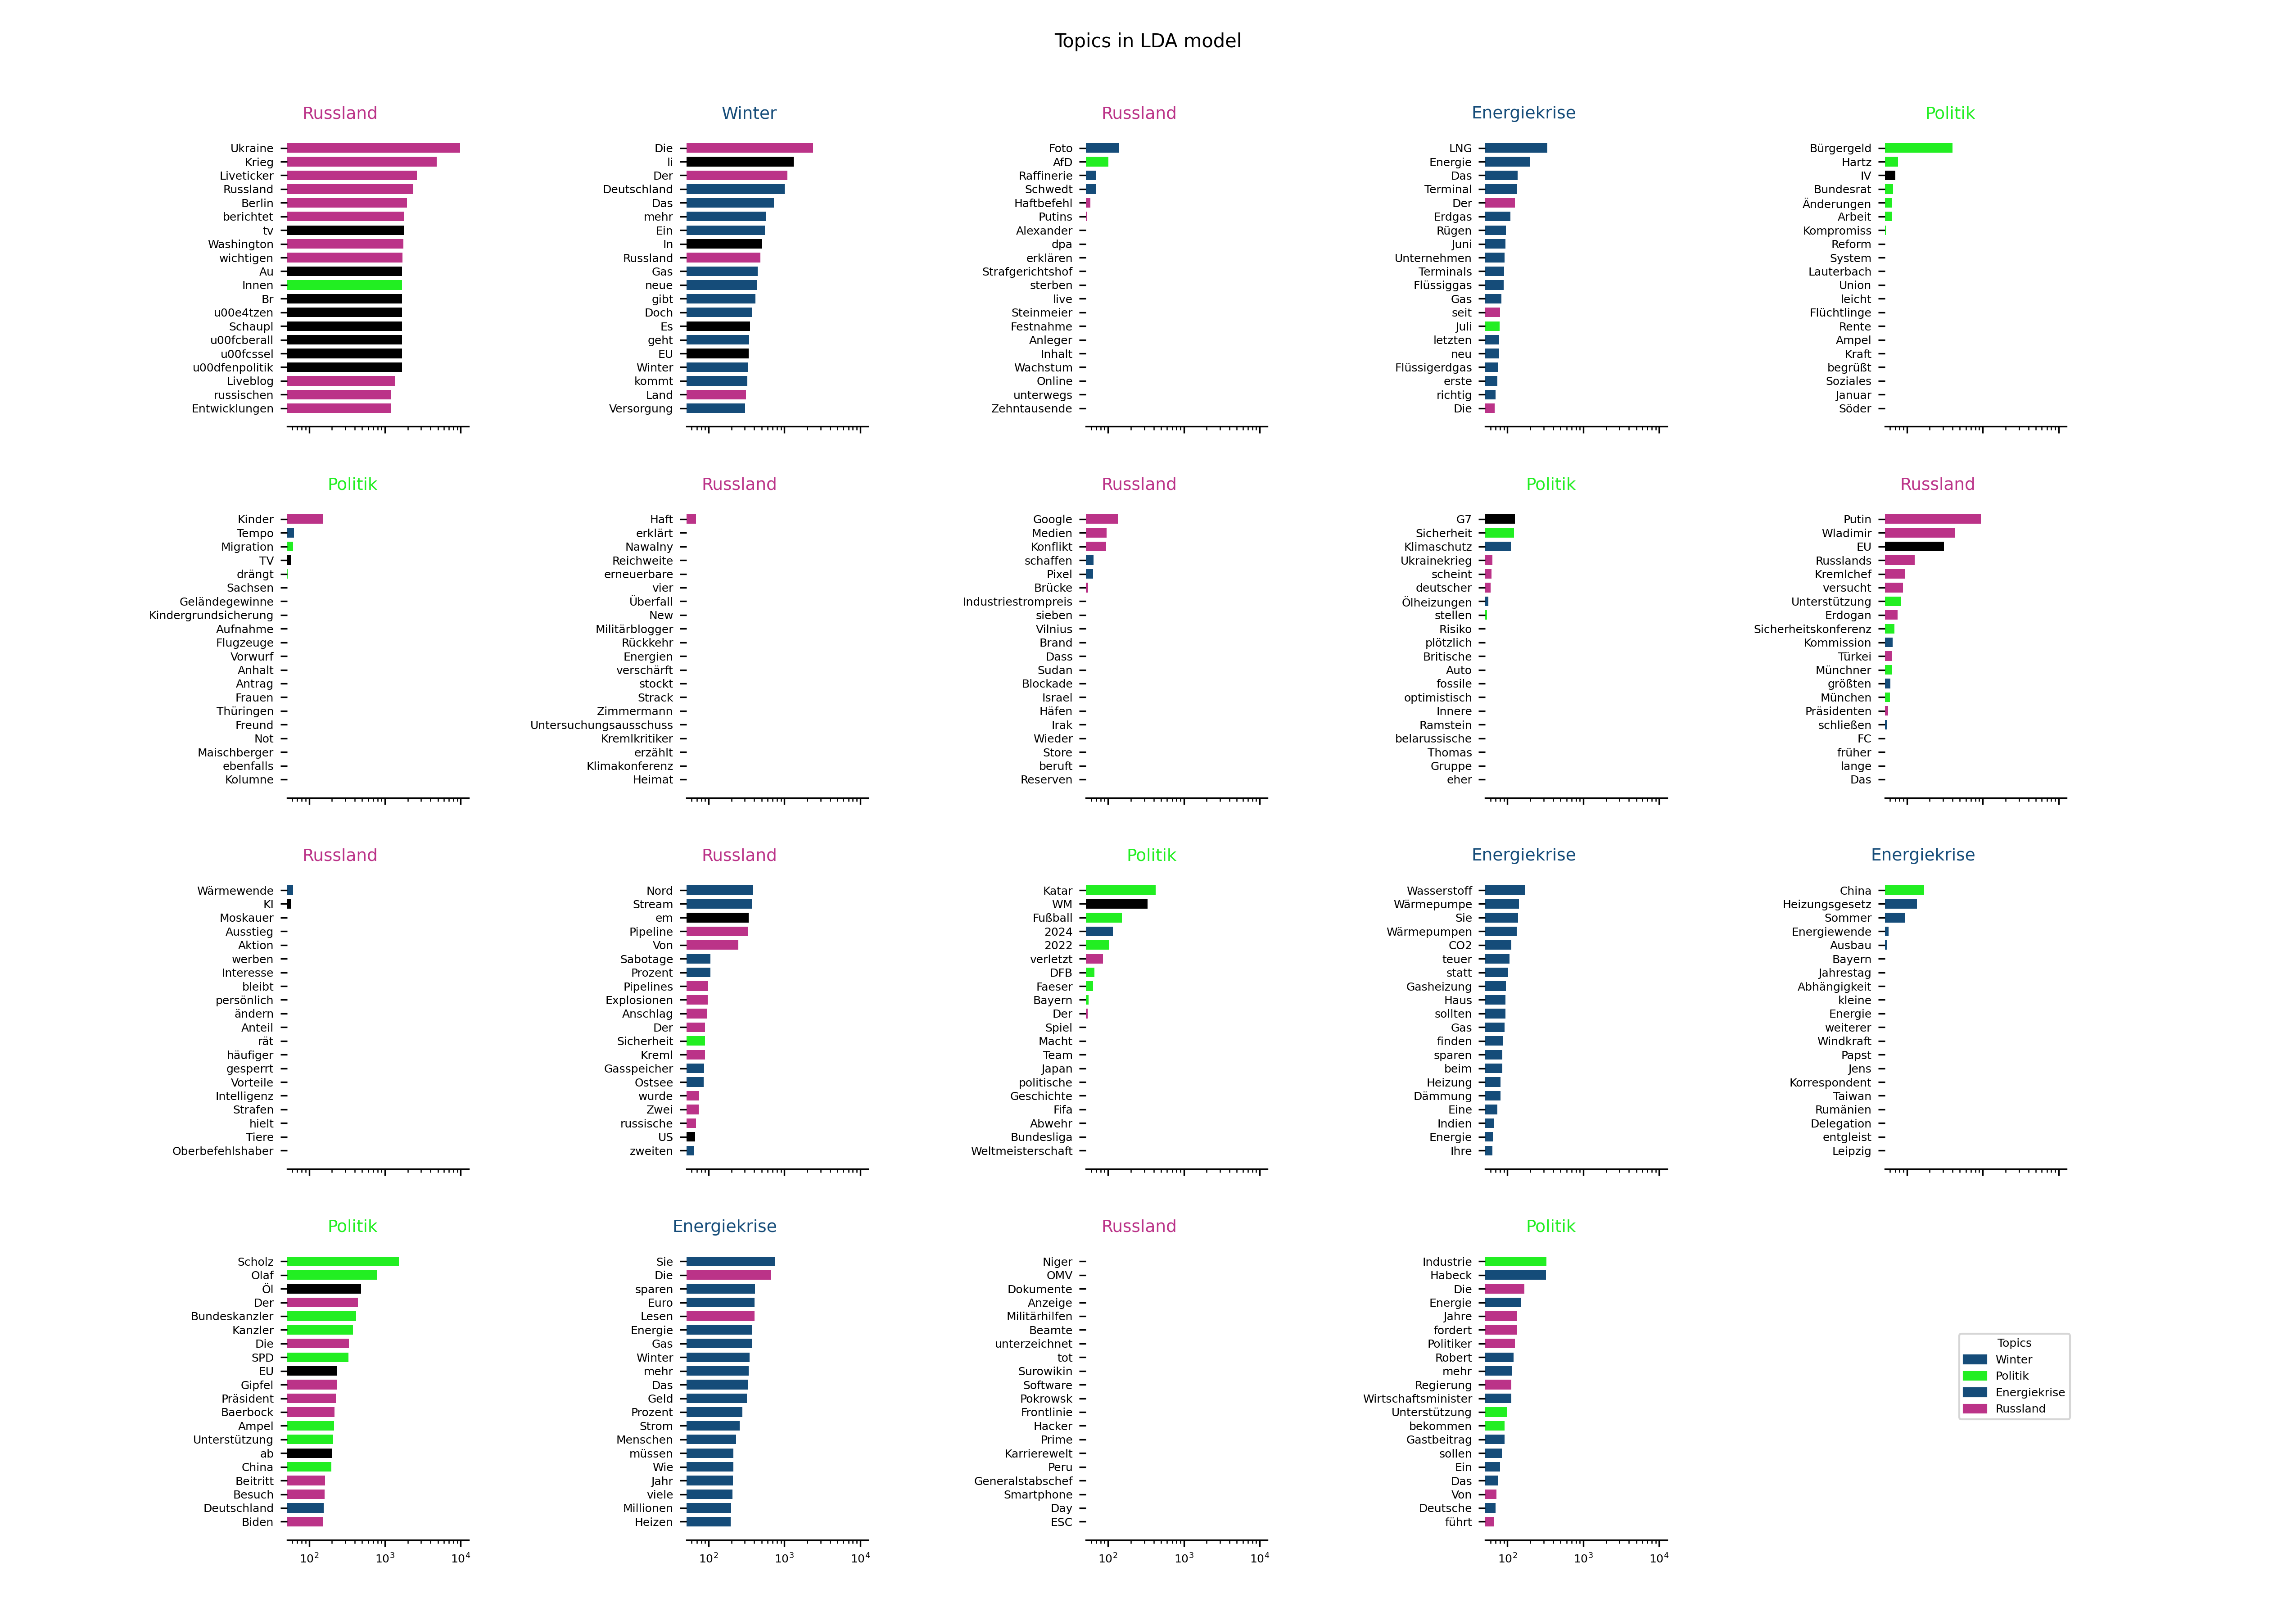 Topics in LDA model
Russland
Ukraine
Krieg
Liveticker
Russland
Berlin
berichtet
tv
Washington
wichtigen
Au
Innen
Br
u00e4tzen
Schaupl
u00fcberall
u00fcssel
u00dfenpolitik
Liveblog
russischen
Entwicklungen
Winter
Die
li
Der
Deutschland
Das
mehr
Ein
In
Russland
Gas
neue
gibt
Doch
Es
geht
EU
Winter
kommt
Land
Versorgung
Russland
Foto
AfD
Raffinerie
Schwedt
Haftbefehl
Putins
Alexander
dpa
erklären
Strafgerichtshof
sterben
live
Steinmeier
Festnahme
Anleger
Inhalt
Wachstum
Online
unterwegs
Zehntausende
Energiekrise
LNG
Energie
Das
Terminal
Der
Erdgas
Rügen
Juni
Unternehmen
Terminals
Flüssiggas
Gas
seit
Juli
letzten
neu
Flüssigerdgas
erste
richtig
Die
Politik
Bürgergeld
Hartz
IV
Bundesrat
Änderungen
Arbeit
Kompromiss
Reform
System
Lauterbach
Union
leicht
Flüchtlinge
Rente
Ampel
Kraft
begrüßt
Soziales
Januar
Söder
Politik
Kinder
Tempo
Migration
TV
drängt
Sachsen
Geländegewinne
Kindergrundsicherung
Aufnahme
Flugzeuge
Vorwurf
Anhalt
Antrag
Frauen
Thüringen
Freund
Not
Maischberger
ebenfalls
Kolumne
Russland
Haft
erklärt
Nawalny
Reichweite
erneuerbare
vier
Überfall
New
Militärblogger
Rückkehr
Energien
verschärft
stockt
Strack
Zimmermann
Untersuchungsausschuss
Kremlkritiker
erzählt
Klimakonferenz
Heimat
Russland
Google
Medien
Konflikt
schaffen
Pixel
Brücke
Industriestrompreis
sieben
Vilnius
Brand
Dass
Sudan
Blockade
Israel
Häfen
Irak
Wieder
Store
beruft
Reserven
Politik
G7
Sicherheit
Klimaschutz
Ukrainekrieg
scheint
deutscher
Ölheizungen
stellen
Risiko
plötzlich
Britische
Auto
fossile
optimistisch
Innere
Ramstein
belarussische
Thomas
Gruppe
eher
Russland
Putin
Wladimir
EU
Russlands
Kremlchef
versucht
Unterstützung
Erdogan
Sicherheitskonferenz
Kommission
Türkei
Münchner
größten
München
Präsidenten
schließen
FC
früher
lange
Das
Russland
Wärmewende
KI
Moskauer
Ausstieg
Aktion
werben
Interesse
bleibt
persönlich
ändern
Anteil
rät
häufiger
gesperrt
Vorteile
Intelligenz
Strafen
hielt
Tiere
Oberbefehlshaber
Russland
Nord
Stream
em
Pipeline
Von
Sabotage
Prozent
Pipelines
Explosionen
Anschlag
Der
Sicherheit
Kreml
Gasspeicher
Ostsee
wurde
Zwei
russische
US
zweiten
Politik
Katar
WM
Fußball
2024
2022
verletzt
DFB
Faeser
Bayern
Der
Spiel
Macht
Team
Japan
politische
Geschichte
Fifa
Abwehr
Bundesliga
Weltmeisterschaft
Energiekrise
Wasserstoff
Wärmepumpe
Sie
Wärmepumpen
CO2
teuer
statt
Gasheizung
Haus
sollten
Gas
finden
sparen
beim
Heizung
Dämmung
Eine
Indien
Energie
Ihre
Energiekrise
China
Heizungsgesetz
Sommer
Energiewende
Ausbau
Bayern
Jahrestag
Abhängigkeit
kleine
Energie
weiterer
Windkraft
Papst
Jens
Korrespondent
Taiwan
Rumänien
Delegation
entgleist
Leipzig
Politik
Scholz
Olaf
Öl
Der
Bundeskanzler
Kanzler
Die
SPD
EU
Gipfel
Präsident
Baerbock
Ampel
Unterstützung
ab
China
Beitritt
Besuch
Deutschland
Biden
10² 10³ 10⁴
Energiekrise
Sie
Die
sparen
Euro
Lesen
Energie
Gas
Winter
mehr
Das
Geld
Prozent
Strom
Menschen
müssen
Wie
Jahr
viele
Millionen
Heizen
10² 10³ 10⁴
Russland
Niger
OMV
Dokumente
Anzeige
Militärhilfen
Beamte
unterzeichnet
tot
Surowikin
Software
Pokrowsk
Frontlinie
Hacker
Prime
Karrierewelt
Peru
Generalstabschef
Smartphone
Day
ESC
10² 10³ 10⁴
Politik
Industrie
Habeck
Die
Energie
Jahre
fordert
Politiker
Robert
mehr
Regierung
Wirtschaftsminister
Unterstützung
bekommen
Gastbeitrag
sollen
Ein
Das
Von
Deutsche
führt
10² 10³ 10⁴
Topics
Winter
Politik
Energiekrise
Russland